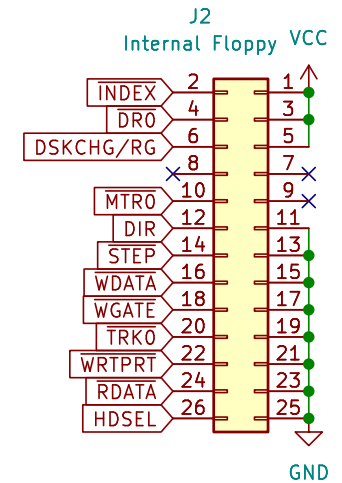 J2
Internal Floppy
VCC
INDEX 2 1
DR0 4 3
DSKCHG/RG 6 5
8 7
MTR0 10 9
DIR 12 11
STEP 14 13
WDATA 16 15
WGATE 18 17
TRK0 20 19
WRTPRT 22 21
RDATA 24 23
HDSEL 26 25
GND